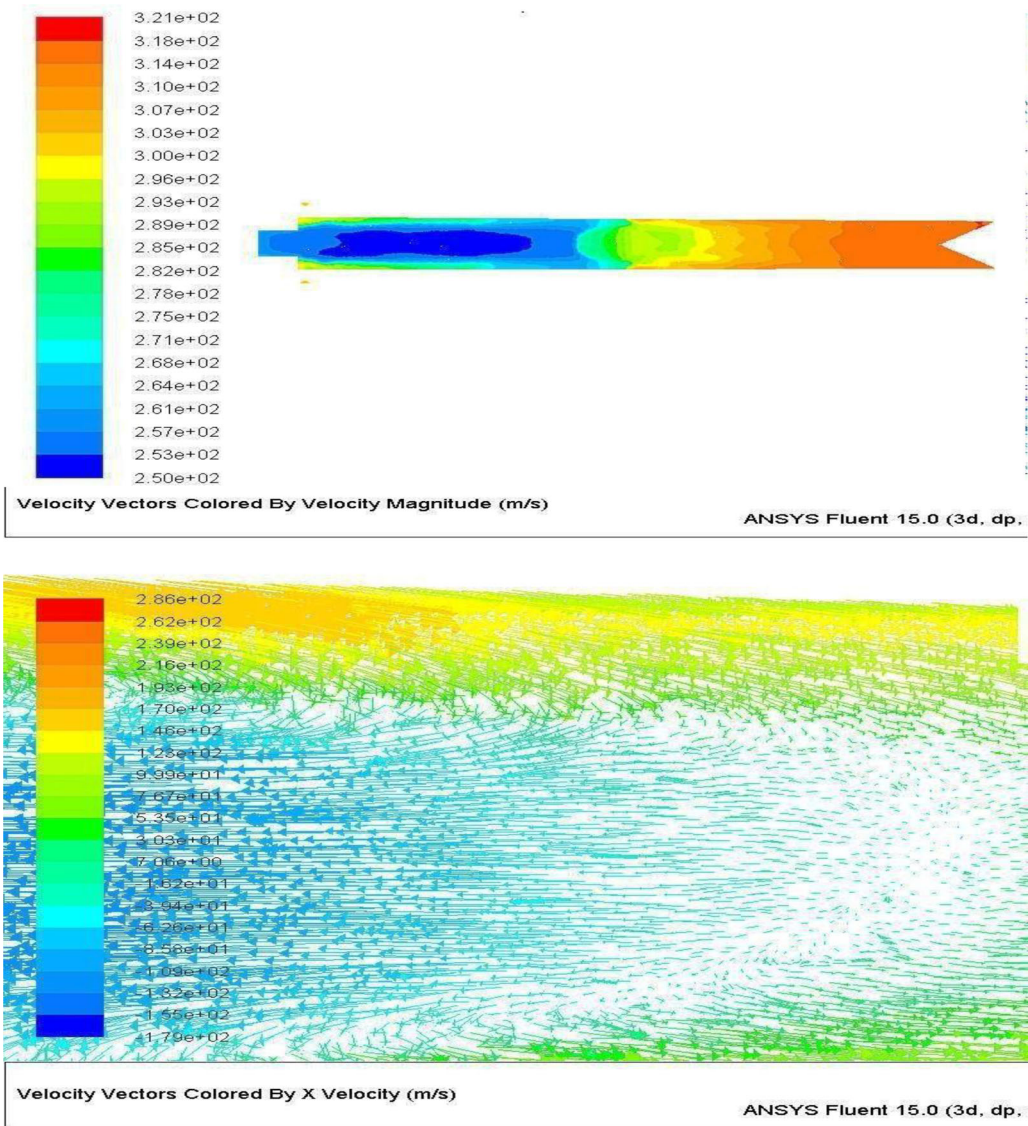 3.21e+02
3.18e+02
3.14e+02
3.10e+02
3.07e+02
3.03e+02
3.00e+02
2.96e+02
2.93e+02
2.89e+02
2.85e+02
2.82e+02
2.78e+02
2.75e+02
2.71e+02
2.68e+02
2.64e+02
2.61e+02
2.57e+02
2.53e+02
2.50e+02
Velocity Vectors Colored By Velocity Magnitude (m/s)
ANSYS Fluent 15.0 (3d, dp,
2.86e+02
2.62e+02
2.39e+02
2.16e+02
1.93e+02
1.70e+02
1.46e+02
1.23e+02
9.99e+01
7.67e+01
5.35e+01
3.03e+01
7.06e+00
-1.62e+01
-3.94e+01
-6.26e+01
-8.58e+01
-1.09e+02
-1.32e+02
-1.55e+02
-1.79e+02
Velocity Vectors Colored By X Velocity (m/s)
ANSYS Fluent 15.0 (3d, dp,